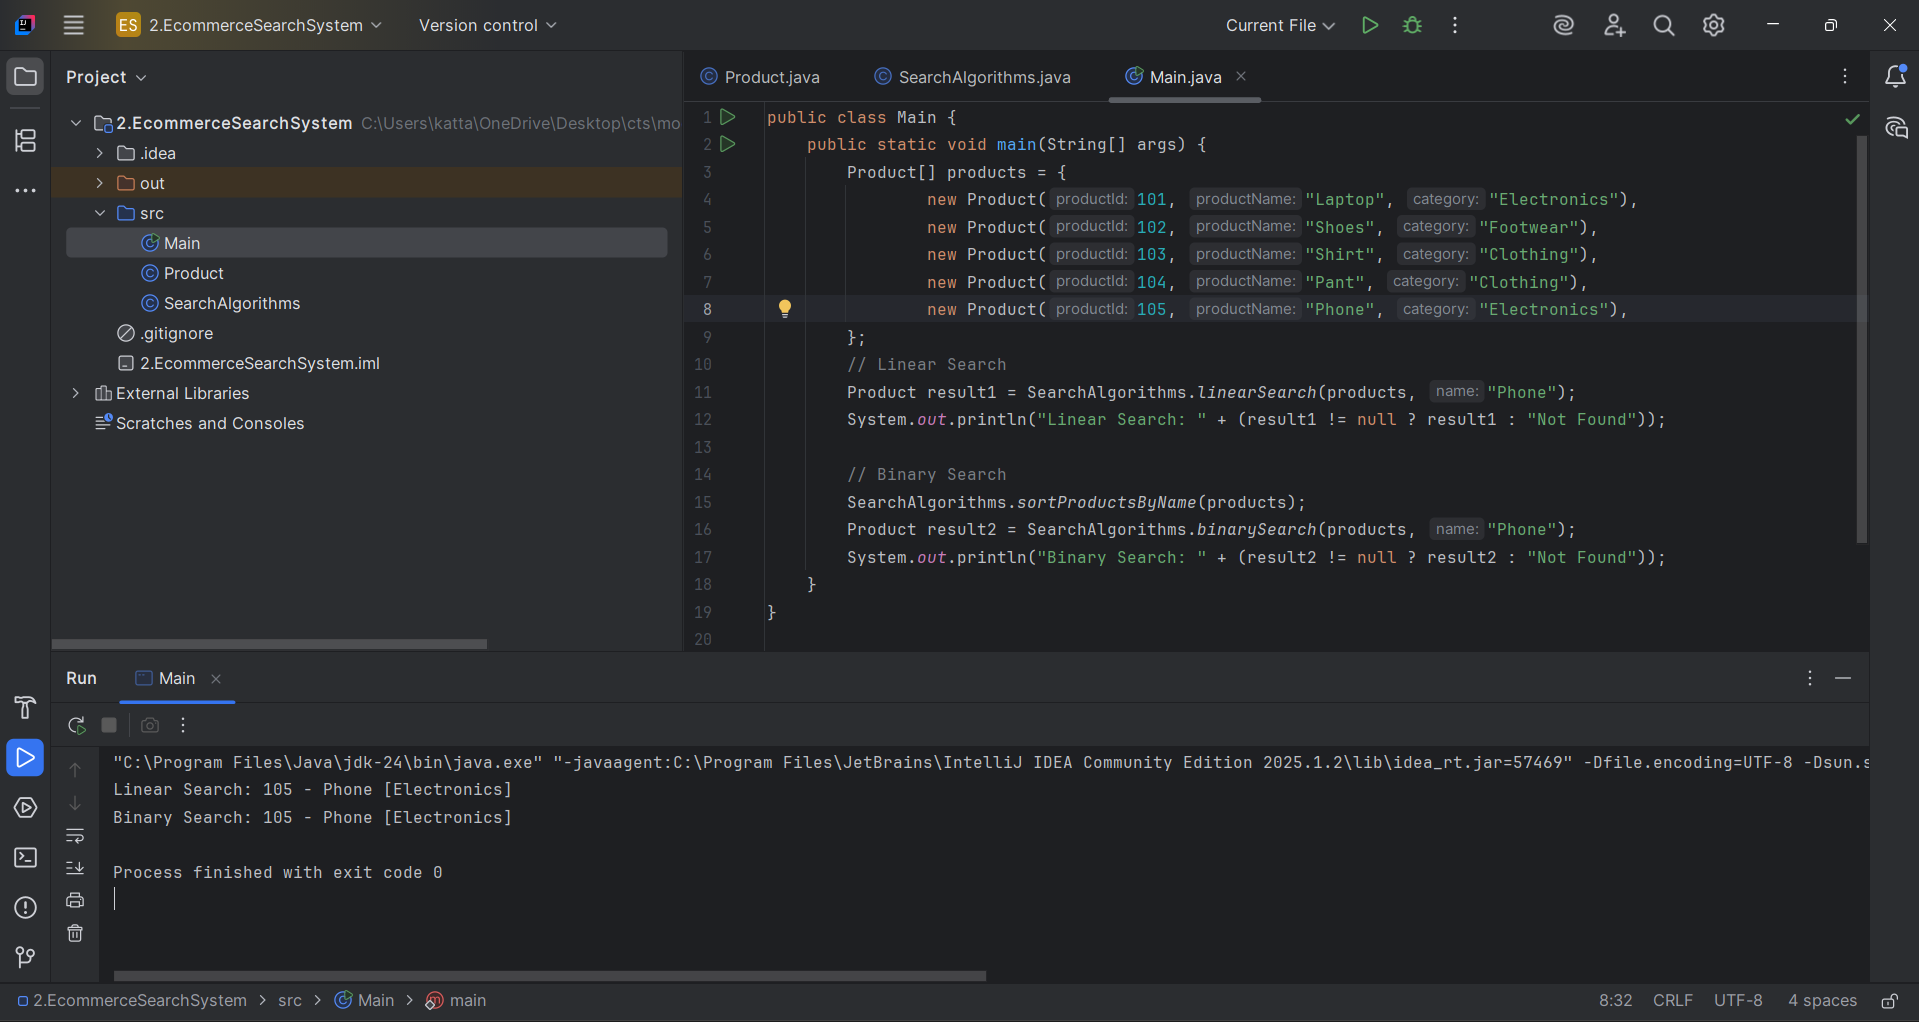 ES 2.EcommerceSearchSystem Version control Current File
Project
2.EcommerceSearchSystem C:\Users\katta\OneDrive\Desktop\cts\mo
.idea
out
src
Main
Product
SearchAlgorithms
.gitignore
2.EcommerceSearchSystem.iml
External Libraries
Scratches and Consoles
Product.java SearchAlgorithms.java Main.java
1 public class Main {
2 public static void main(String[] args) {
3 Product[] products = {
4 new Product( productId: 101, productName: "Laptop", category: "Electronics"),
5 new Product( productId: 102, productName: "Shoes", category: "Footwear"),
6 new Product( productId: 103, productName: "Shirt", category: "Clothing"),
7 new Product( productId: 104, productName: "Pant", category: "Clothing"),
8 new Product( productId: 105, productName: "Phone", category: "Electronics"),
9 };
10 // Linear Search
11 Product result1 = SearchAlgorithms.linearSearch(products, name: "Phone");
12 System.out.println("Linear Search: " + (result1 != null ? result1 : "Not Found"));
13
14 // Binary Search
15 SearchAlgorithms.sortProductsByName(products);
16 Product result2 = SearchAlgorithms.binarySearch(products, name: "Phone");
17 System.out.println("Binary Search: " + (result2 != null ? result2 : "Not Found"));
18 }
19 }
20
Run Main
"C:\Program Files\Java\jdk-24\bin\java.exe" "-javaagent:C:\Program Files\JetBrains\IntelliJ IDEA Community Edition 2025.1.2\lib\idea_rt.jar=57469" -Dfile.encoding=UTF-8 -Dsun.s
Linear Search: 105 - Phone [Electronics]
Binary Search: 105 - Phone [Electronics]
Process finished with exit code 0
2.EcommerceSearchSystem > src > Main > main 8:32 CRLF UTF-8 4 spaces